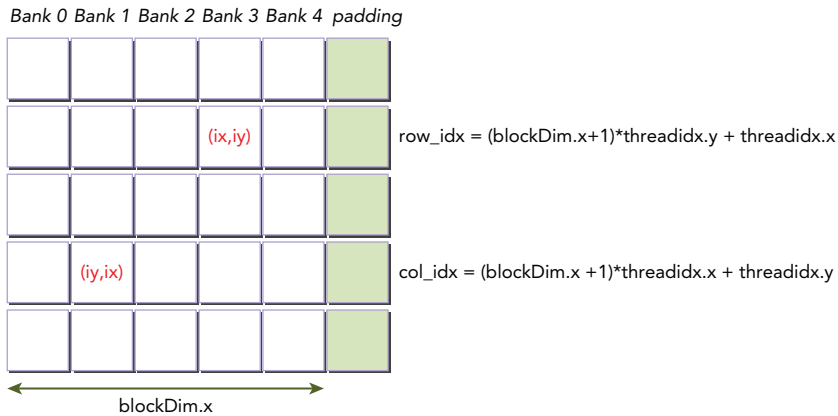 Bank 0 Bank 1 Bank 2 Bank 3 Bank 4 padding
(ix,iy)
row_idx = (blockDim.x+1)*threadidx.y + threadidx.x
(iy,ix)
col_idx = (blockDim.x +1)*threadidx.x + threadidx.y
blockDim.x